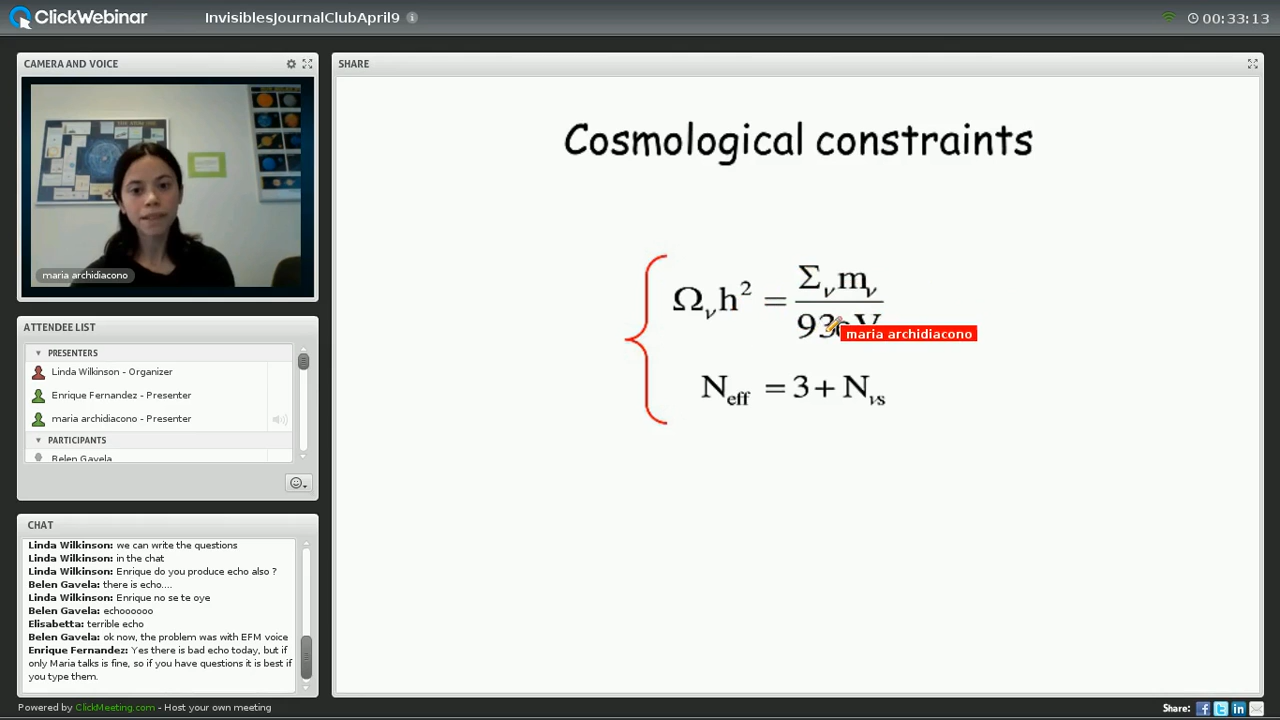 ClickWebinar
InvisiblesJournalClubApril9
00:33:13
CAMERA AND VOICE
maria archidiacono
ATTENDEE LIST
PRESENTERS
Linda Wilkinson - Organizer
Enrique Fernandez - Presenter
maria archidiacono - Presenter
PARTICIPANTS
Belen Gavela
CHAT
Linda Wilkinson: we can write the questions
Linda Wilkinson: in the chat
Linda Wilkinson: Enrique do you produce echo also ?
Belen Gavela: there is echo....
Linda Wilkinson: Enrique no se te oye
Belen Gavela: echoooooo
Elisabetta: terrible echo
Belen Gavela: ok now, the problem was with EFM voice
Enrique Fernandez: Yes there is bad echo today, but if
only Maria talks is fine, so if you have questions it is best if
you type them.
SHARE
Cosmological constraints
Ω_ν h² = Σ_ν m_ν / 93eV
maria archidiacono
N_eff = 3 + N_νs
Powered by ClickMeeting.com - Host your own meeting
Share: